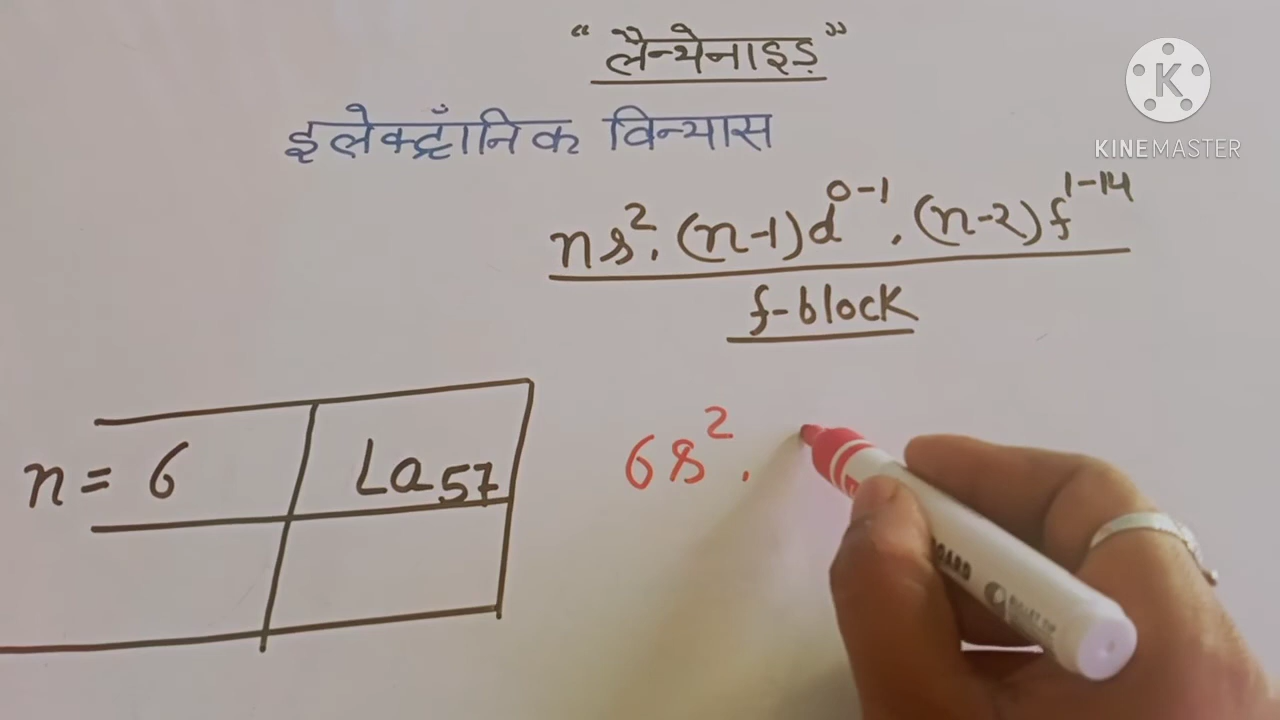 “लैन्थेनाइड़”
इलेक्ट्रॉंनिक विन्यास
K
KINEMASTER
ns². (n-1)d⁰⁻¹. (n-2)f¹⁻¹⁴
f-block
n = 6 La₅₇
6s².